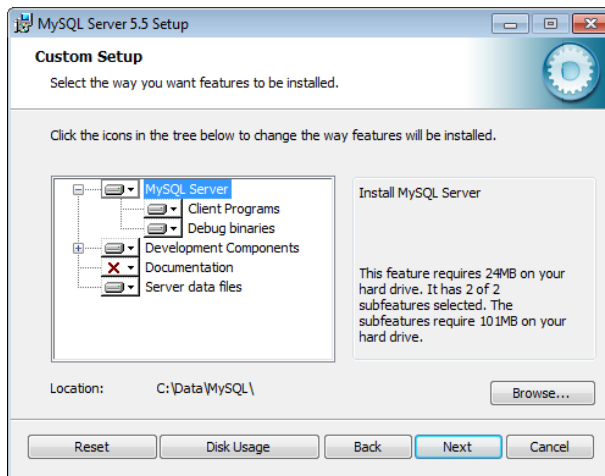 MySQL Server 5.5 Setup
Custom Setup
Select the way you want features to be installed.
Click the icons in the tree below to change the way features will be installed.
MySQL Server
Client Programs
Debug binaries
Development Components
Documentation
Server data files
Install MySQL Server
This feature requires 24MB on your
hard drive. It has 2 of 2
subfeatures selected. The
subfeatures require 101MB on your
hard drive.
Location: C:\Data\MySQL\
Browse...
Reset Disk Usage Back Next Cancel